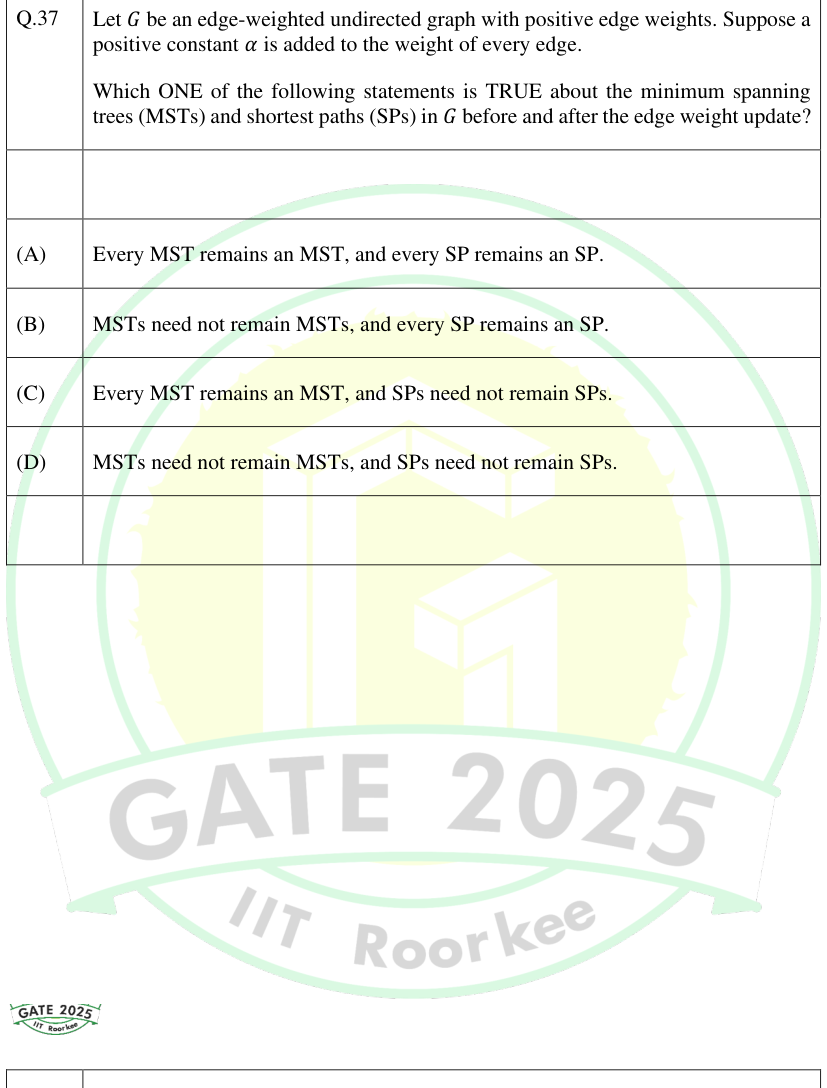 Q.37 Let G be an edge-weighted undirected graph with positive edge weights. Suppose a
positive constant α is added to the weight of every edge.
Which ONE of the following statements is TRUE about the minimum spanning
trees (MSTs) and shortest paths (SPs) in G before and after the edge weight update?
(A) Every MST remains an MST, and every SP remains an SP.
(B) MSTs need not remain MSTs, and every SP remains an SP.
(C) Every MST remains an MST, and SPs need not remain SPs.
(D) MSTs need not remain MSTs, and SPs need not remain SPs.
GATE 2025
IIT Roorkee
GATE 2025
IIT Roorkee